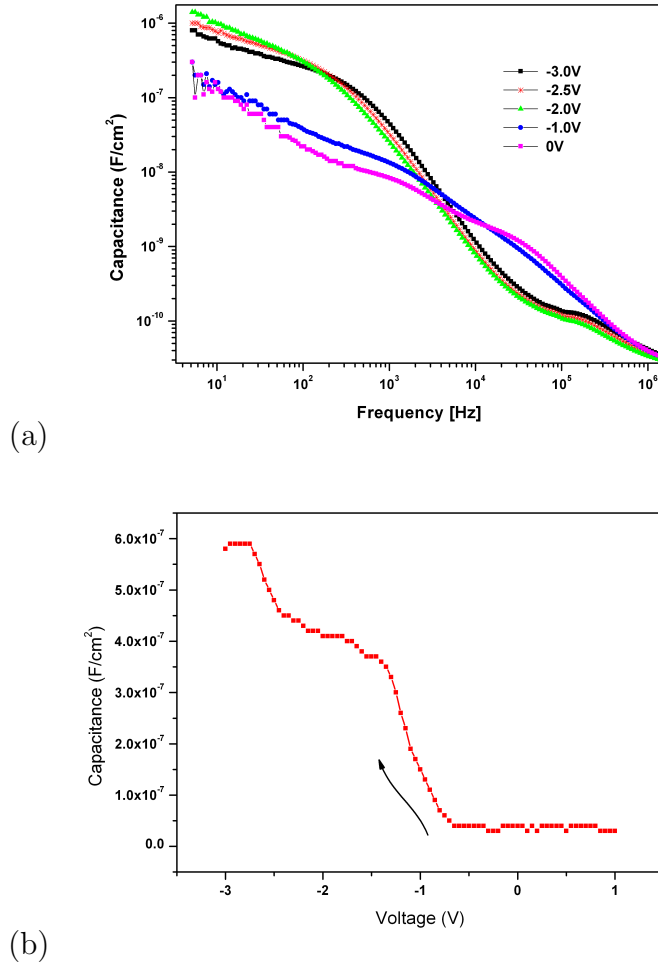 10⁻⁶
10⁻⁷
10⁻⁸
10⁻⁹
10⁻¹⁰
Capacitance (F/cm²)
-3.0V
-2.5V
-2.0V
-1.0V
0V
10¹ 10² 10³ 10⁴ 10⁵ 10⁶
Frequency [Hz]
(a)
6.0x10⁻⁷
5.0x10⁻⁷
4.0x10⁻⁷
3.0x10⁻⁷
2.0x10⁻⁷
1.0x10⁻⁷
0.0
Capacitance (F/cm²)
-3 -2 -1 0 1
Voltage (V)
(b)